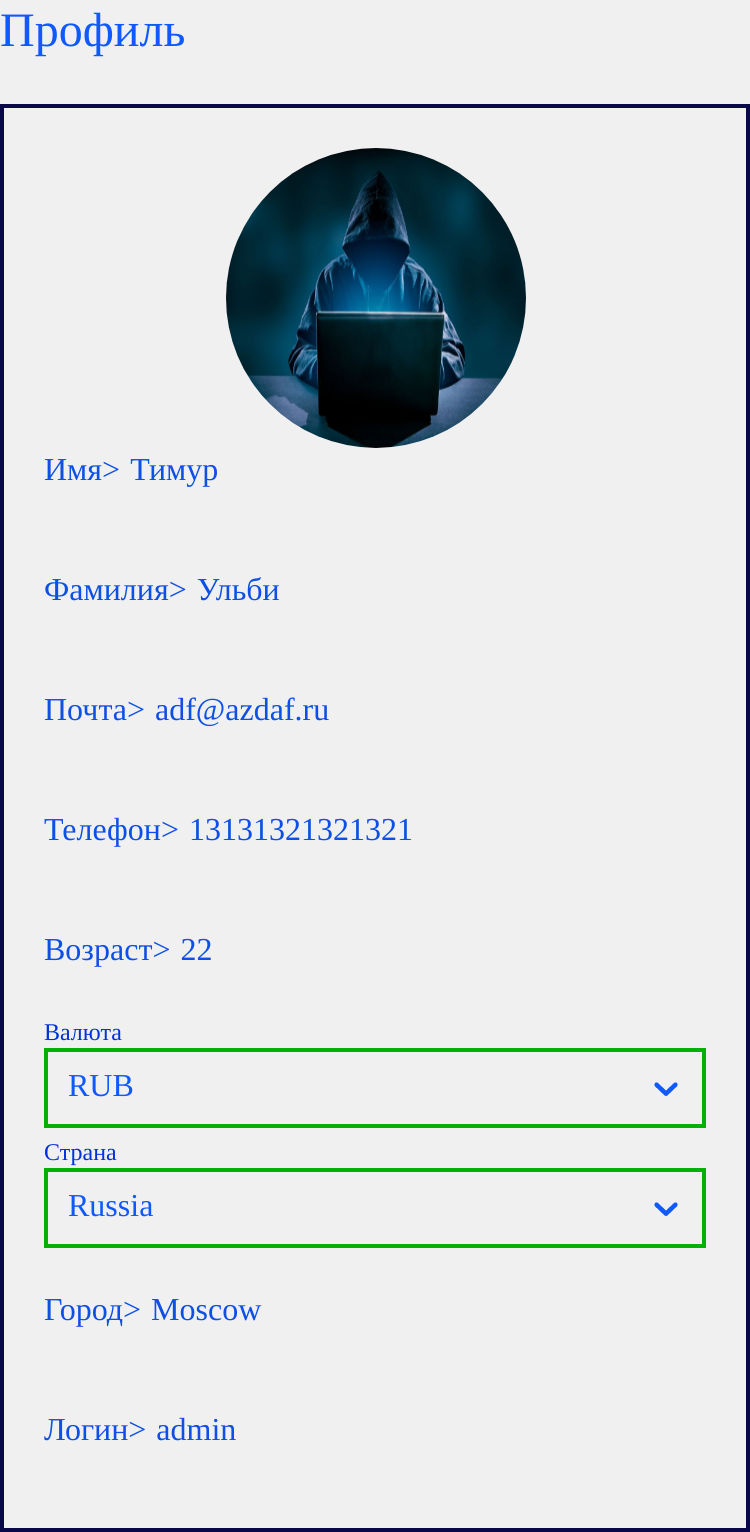 Профиль
Имя> Тимур
Фамилия> Ульби
Почта> adf@azdaf.ru
Телефон> 13131321321321
Возраст> 22
Валюта
RUB
Страна
Russia
Город> Moscow
Логин> admin